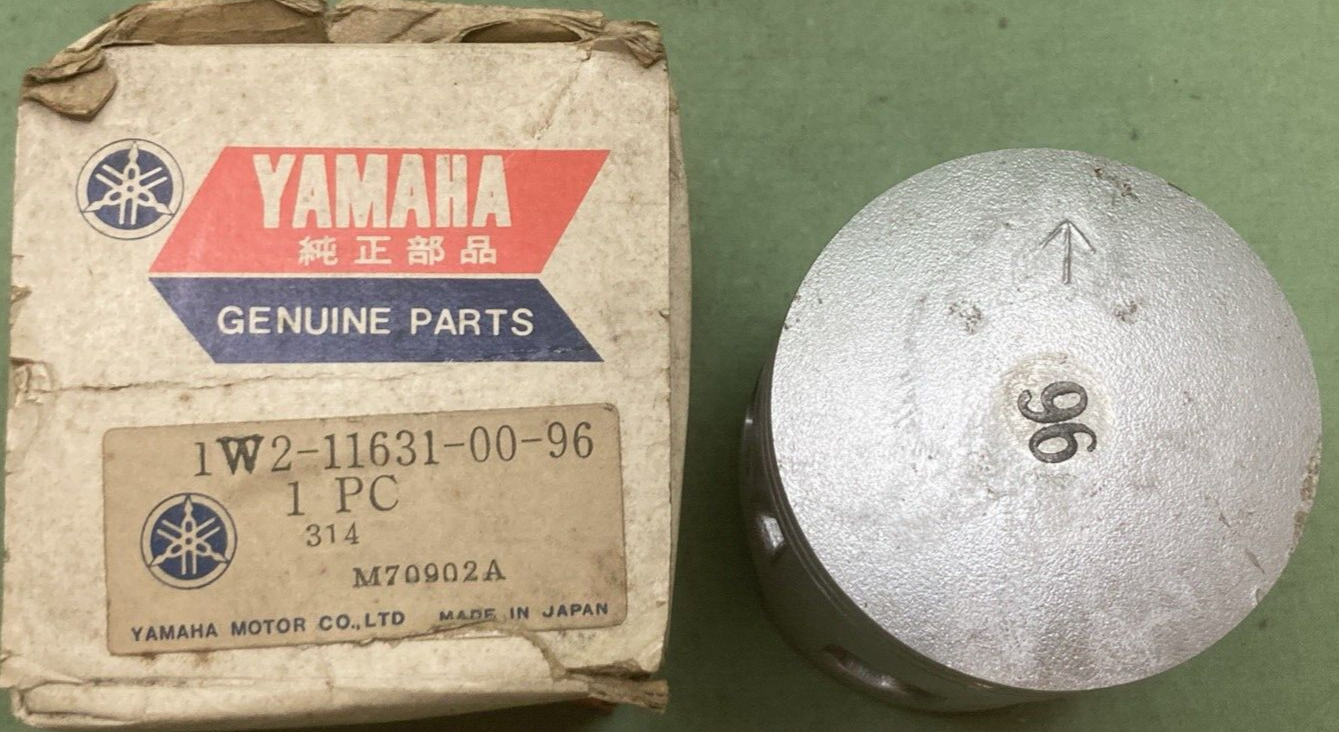 YAMAHA
純正部品
GENUINE PARTS
1W2-11631-00-96
1 PC
314
M70902A
YAMAHA MOTOR CO.,LTD MADE IN JAPAN
96